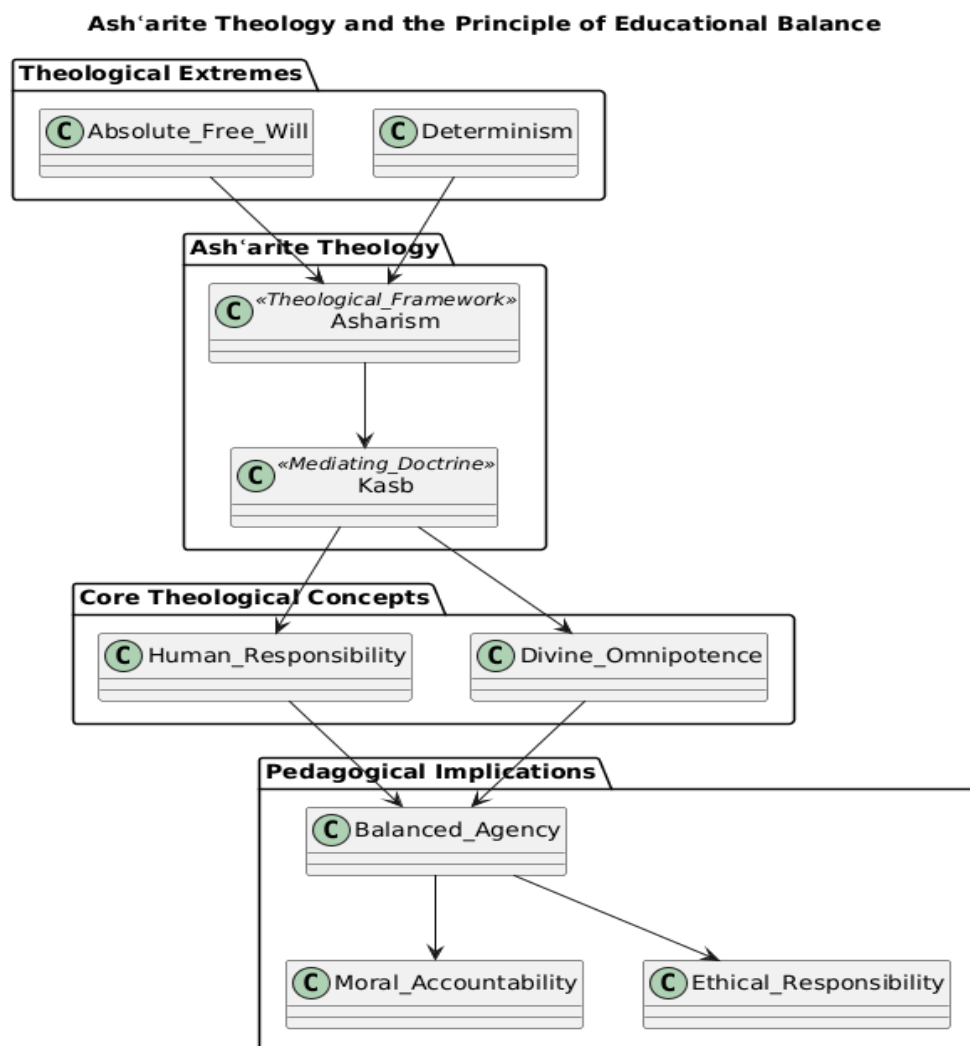 Ashʿarite Theology and the Principle of Educational Balance
Theological Extremes
C Absolute_Free_Will
C Determinism
Ashʿarite Theology
«Theological_Framework»
C Asharism
«Mediating_Doctrine»
C Kasb
Core Theological Concepts
C Human_Responsibility
C Divine_Omnipotence
Pedagogical Implications
C Balanced_Agency
C Moral_Accountability
C Ethical_Responsibility